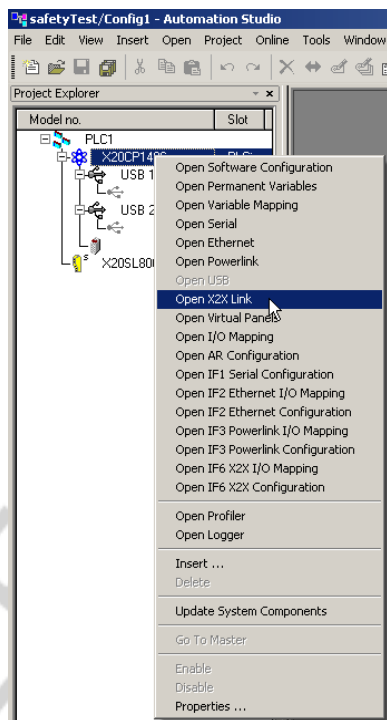 safetyTest/Config1 - Automation Studio
File Edit View Insert Open Project Online Tools Window
Project Explorer
Model no. Slot
PLC1
USB 1
USB 2
Open Software Configuration
Open Permanent Variables
Open Variable Mapping
Open Serial
Open Ethernet
Open Powerlink
Open USB
Open X2X Link
Open Virtual Panels
Open I/O Mapping
Open AR Configuration
Open IF1 Serial Configuration
Open IF2 Ethernet I/O Mapping
Open IF2 Ethernet Configuration
Open IF3 Powerlink I/O Mapping
Open IF3 Powerlink Configuration
Open IF6 X2X I/O Mapping
Open IF6 X2X Configuration
Open Profiler
Open Logger
Insert ...
Delete
Update System Components
Go To Master
Enable
Disable
Properties ...